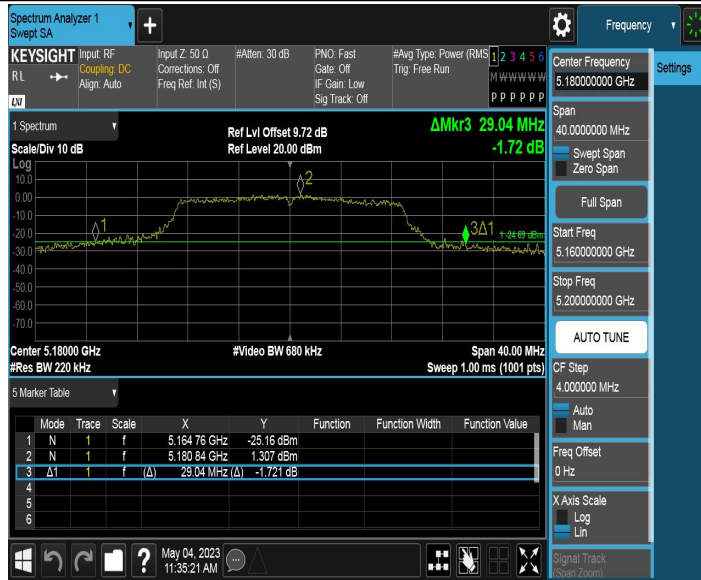 Spectrum Analyzer 1
Swept SA
Frequency
KEYSIGHT
RL
LXI
Input: RF
Coupling: DC
Align: Auto
Input Z: 50 Ω
Corrections: Off
Freq Ref: Int (S)
#Atten: 30 dB
PNO: Fast
Gate: Off
IF Gain: Low
Sig Track: Off
#Avg Type: Power (RMS
Trig: Free Run
1 2 3 4 5 6
M W W W W W
P P P P P P
1 Spectrum
Scale/Div 10 dB
Ref Lvl Offset 9.72 dB
Ref Level 20.00 dBm
ΔMkr3 29.04 MHz
-1.72 dB
Log
10.0
0.00
-10.0
-20.0
-30.0
-40.0
-50.0
-60.0
-70.0
1
2
3Δ1
1 -24.69 dBm
Center 5.18000 GHz
#Video BW 680 kHz
Span 40.00 MHz
#Res BW 220 kHz
Sweep 1.00 ms (1001 pts)
5 Marker Table
Mode Trace Scale X Y Function Function Width Function Value
1 N 1 f 5.164 76 GHz -25.16 dBm
2 N 1 f 5.180 84 GHz 1.307 dBm
3 Δ1 1 f (Δ) 29.04 MHz (Δ) -1.721 dB
4
5
6
May 04, 2023
11:35:21 AM
Center Frequency
5.180000000 GHz
Settings
Span
40.0000000 MHz
Swept Span
Zero Span
Full Span
Start Freq
5.160000000 GHz
Stop Freq
5.200000000 GHz
AUTO TUNE
CF Step
4.000000 MHz
Auto
Man
Freq Offset
0 Hz
X Axis Scale
Log
Lin
Signal Track
(Span Zoom)